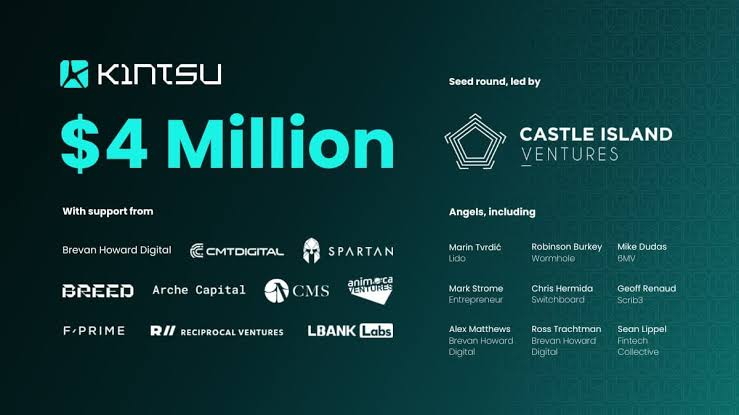 K1NTSU
$4 Million
With support from
Brevan Howard Digital
CMTDIGITAL
SPARTAN
BREED
Arche Capital
CMS
animoca
VENTURES
F/PRIME
R// RECIPROCAL VENTURES
LBANK Labs
Seed round, led by
CASTLE ISLAND
VENTURES
Angels, including
Marin Tvrdić
Lido
Robinson Burkey
Wormhole
Mike Dudas
6MV
Mark Strome
Entrepreneur
Chris Hermida
Switchboard
Geoff Renaud
Scrib3
Alex Matthews
Brevan Howard
Digital
Ross Trachtman
Brevan Howard
Digital
Sean Lippel
Fintech
Collective